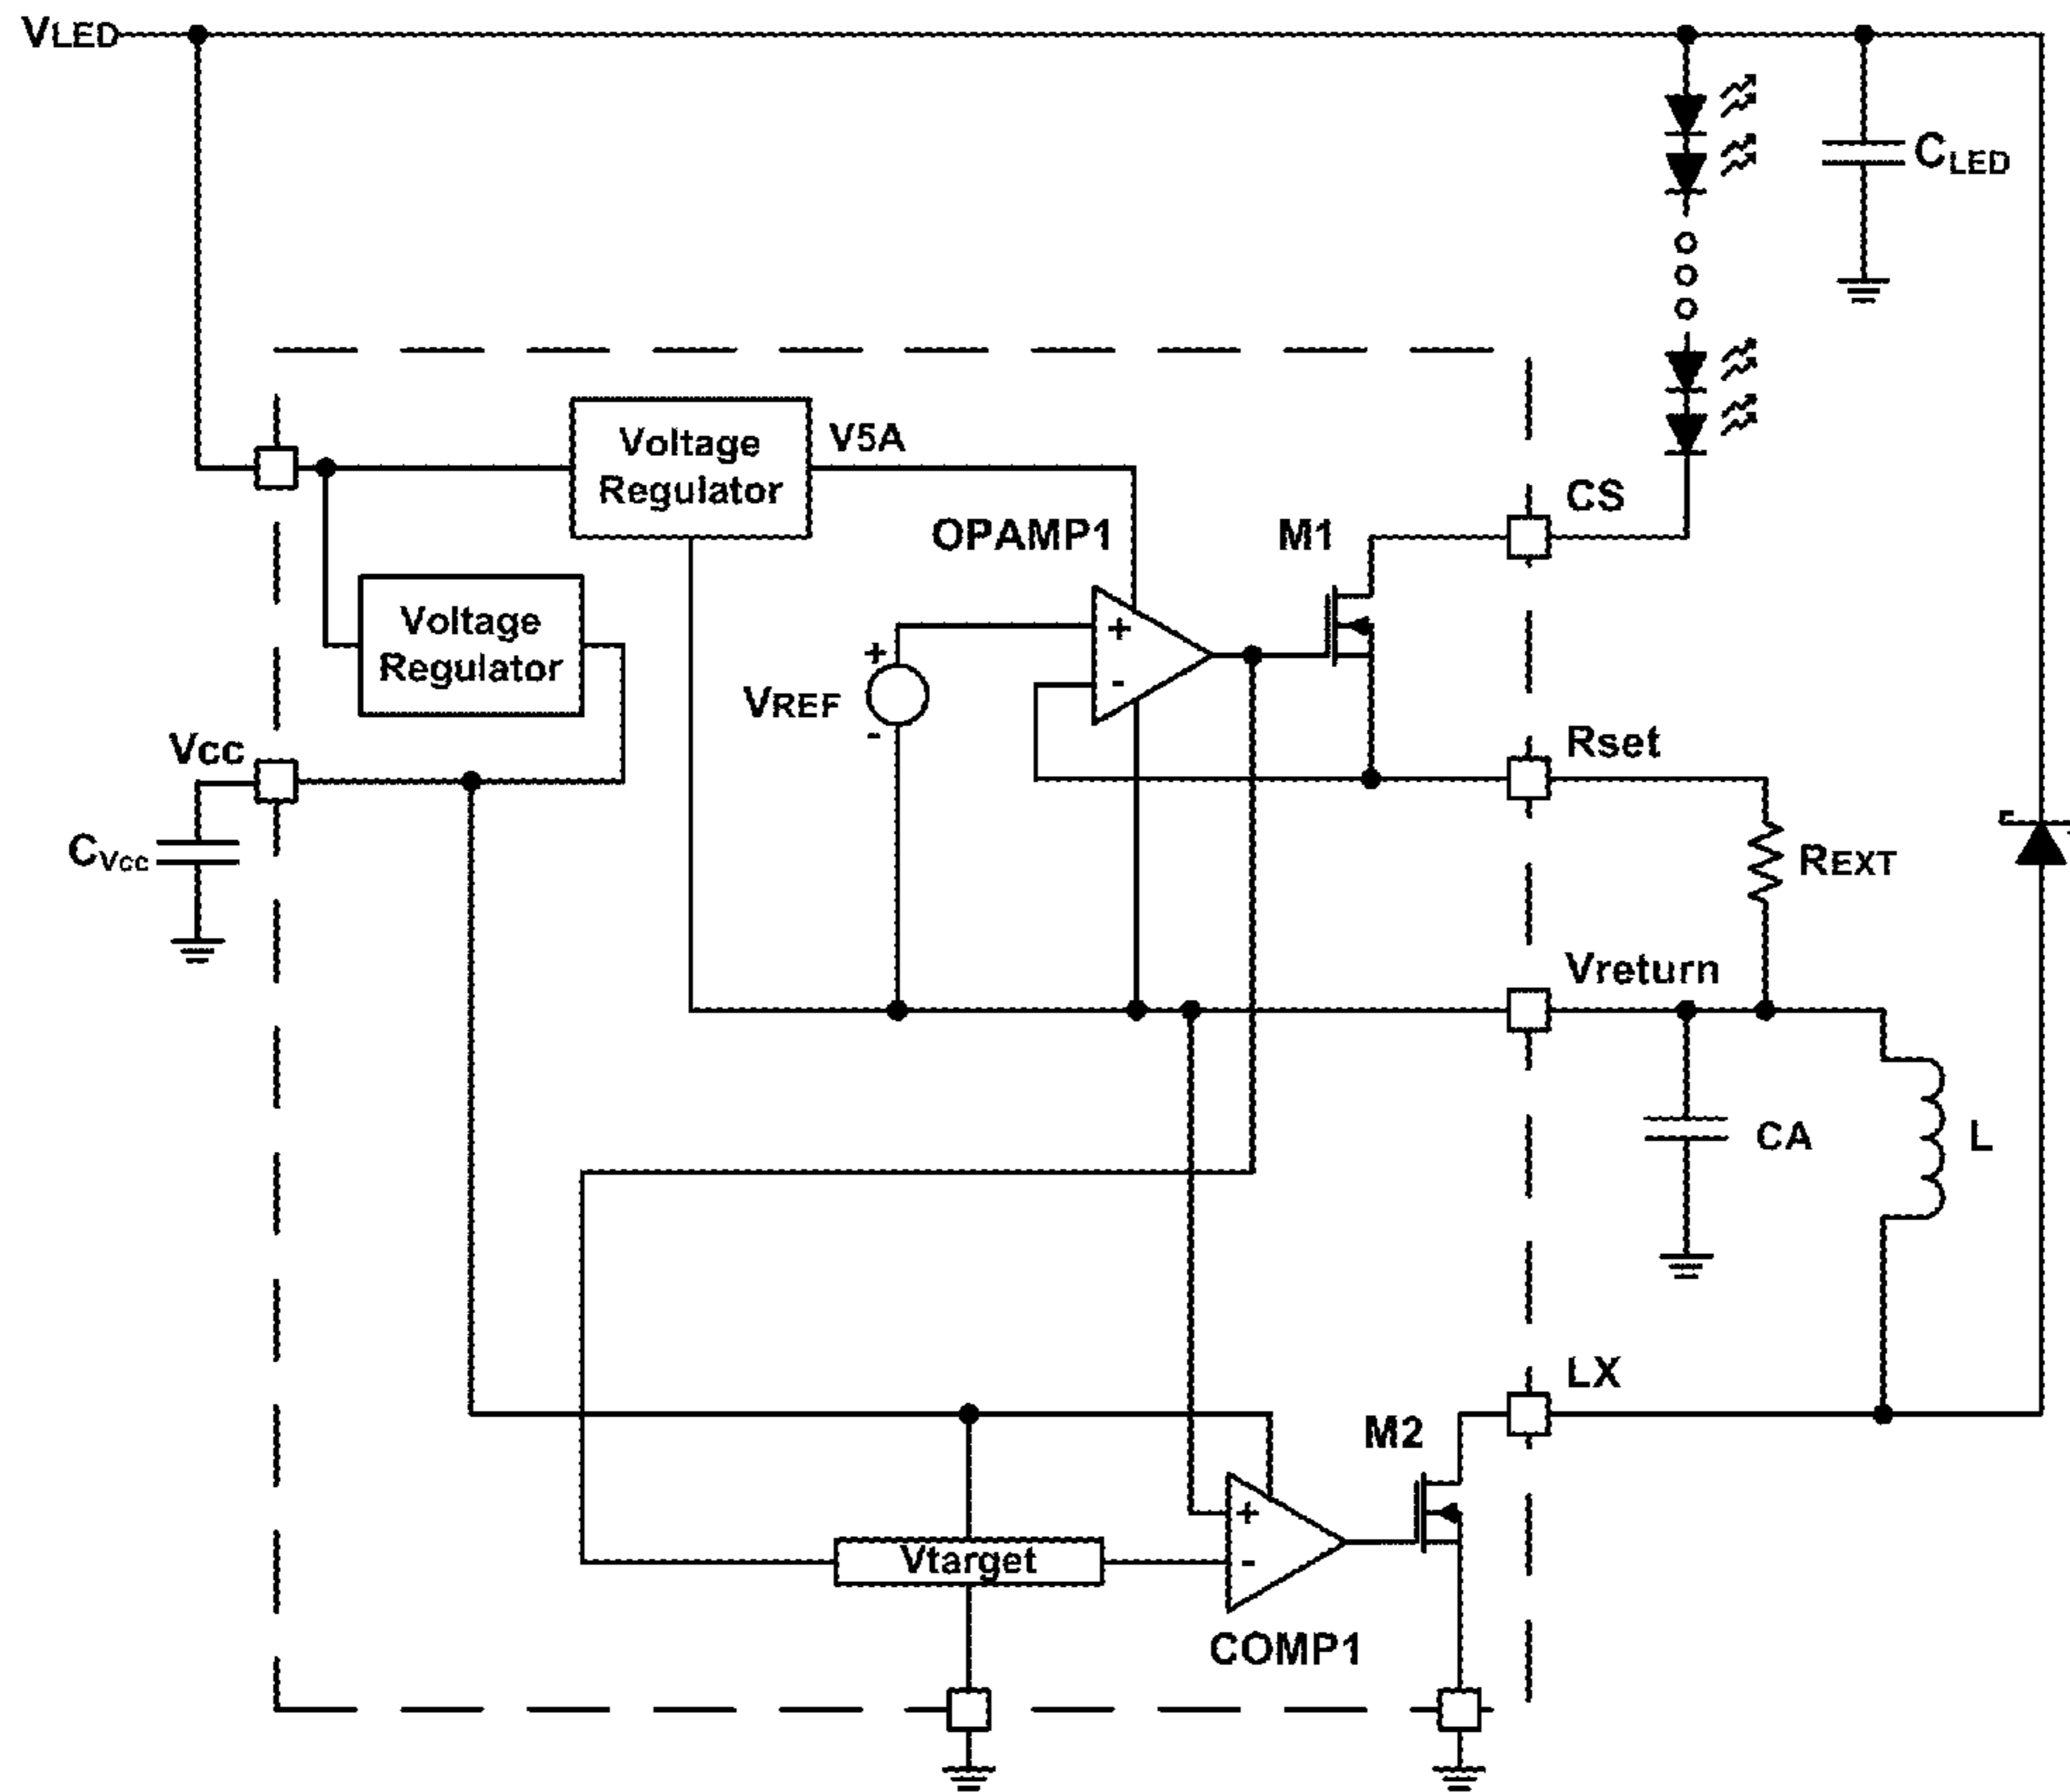 VLED
CLED
Voltage
Regulator
V5A
CS
OPAMP1
M1
Voltage
Regulator
+
-
+
VREF
-
Rset
Vcc
CVcc
REXT
Vreturn
CA
L
LX
M2
+
-
Vtarget
COMP1